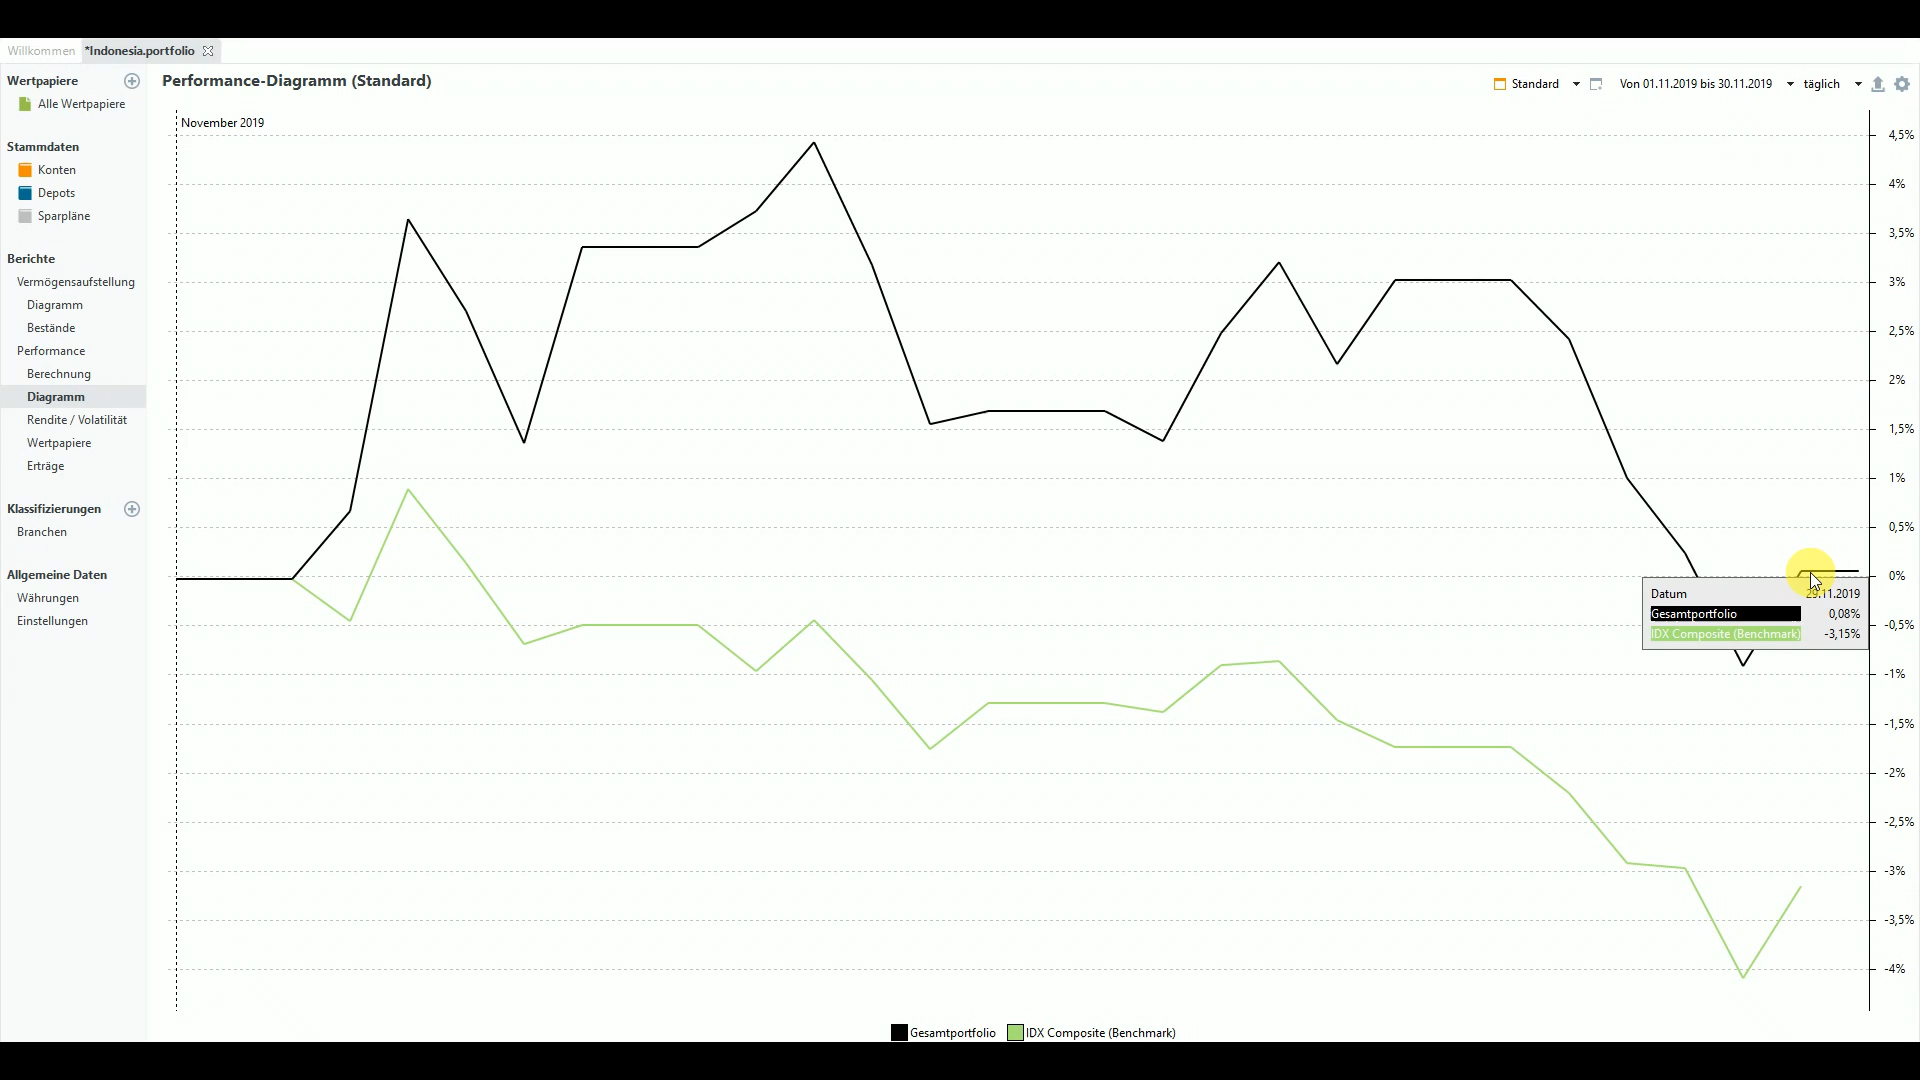 Willkommen *Indonesia.portfolio
Wertpapiere
Alle Wertpapiere
Stammdaten
Konten
Depots
Sparpläne
Berichte
Vermögensaufstellung
Diagramm
Bestände
Performance
Berechnung
Diagramm
Rendite / Volatilität
Wertpapiere
Erträge
Klassifizierungen
Branchen
Allgemeine Daten
Währungen
Einstellungen
Performance-Diagramm (Standard)
Standard Von 01.11.2019 bis 30.11.2019 täglich
November 2019
4,5%
4%
3,5%
3%
2,5%
2%
1,5%
1%
0,5%
0%
-0,5%
-1%
-1,5%
-2%
-2,5%
-3%
-3,5%
-4%
Datum 29.11.2019
Gesamtportfolio 0,08%
IDX Composite (Benchmark) -3,15%
Gesamtportfolio IDX Composite (Benchmark)